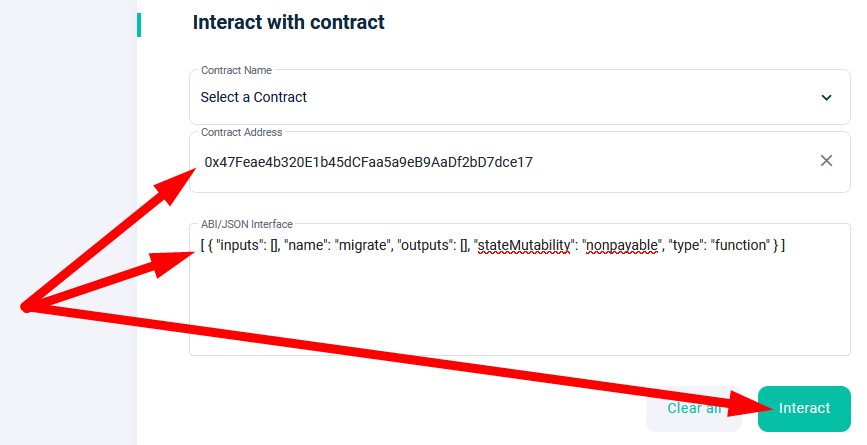 Interact with contract
Contract Name
Select a Contract
Contract Address
0x47Feae4b320E1b45dCFaa5a9eB9AaDf2bD7dce17
ABI/JSON Interface
[ { "inputs": [], "name": "migrate", "outputs": [], "stateMutability": "nonpayable", "type": "function" } ]
Clear all
Interact